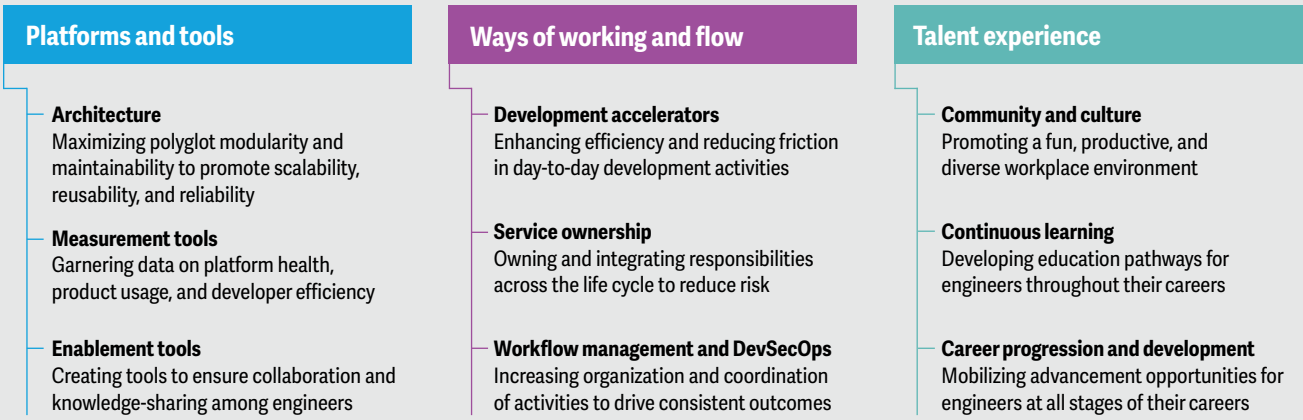 Platforms and tools
Architecture
Maximizing polyglot modularity and
maintainability to promote scalability,
reusability, and reliability
Measurement tools
Garnering data on platform health,
product usage, and developer efficiency
Enablement tools
Creating tools to ensure collaboration and
knowledge-sharing among engineers
Ways of working and flow
Development accelerators
Enhancing efficiency and reducing friction
in day-to-day development activities
Service ownership
Owning and integrating responsibilities
across the life cycle to reduce risk
Workflow management and DevSecOps
Increasing organization and coordination
of activities to drive consistent outcomes
Talent experience
Community and culture
Promoting a fun, productive, and
diverse workplace environment
Continuous learning
Developing education pathways for
engineers throughout their careers
Career progression and development
Mobilizing advancement opportunities for
engineers at all stages of their careers